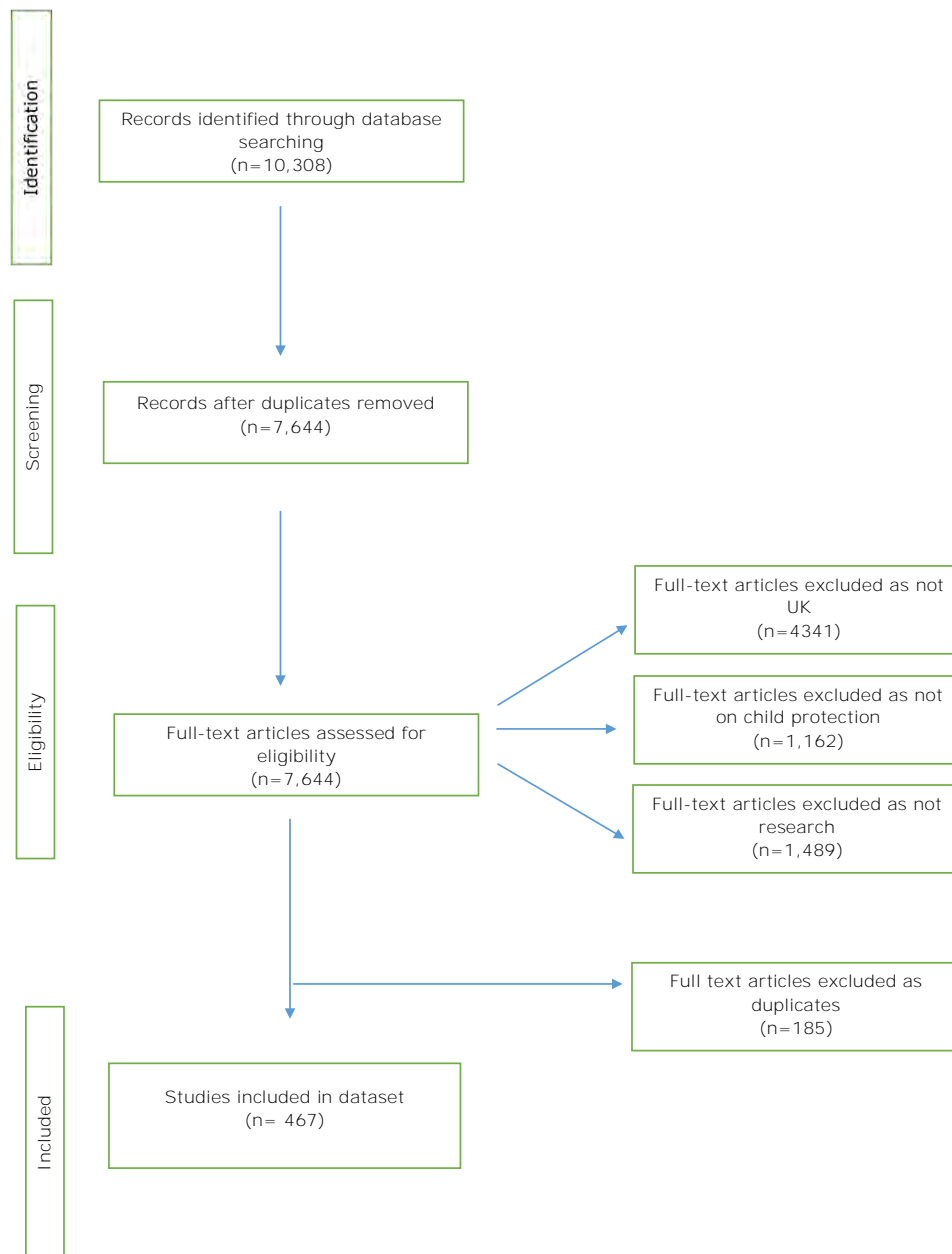 Identification
Records identified through database
searching
(n=10,308)
Screening
Records after duplicates removed
(n=7,644)
Eligibility
Full-text articles assessed for
eligibility
(n=7,644)
Full-text articles excluded as not
UK
(n=4341)
Full-text articles excluded as not
on child protection
(n=1,162)
Full-text articles excluded as not
research
(n=1,489)
Full text articles excluded as
duplicates
(n=185)
Included
Studies included in dataset
(n= 467)